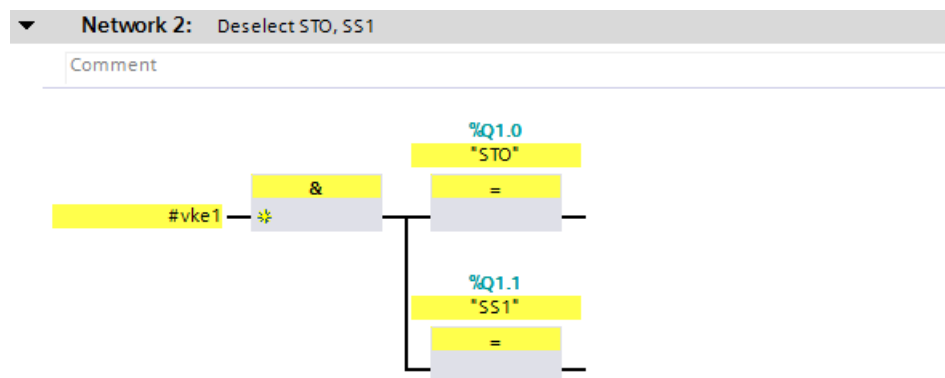 Network 2: Deselect STO, SS1
Comment
%Q1.0
"STO"
& =
#vke1
%Q1.1
"SS1"
=